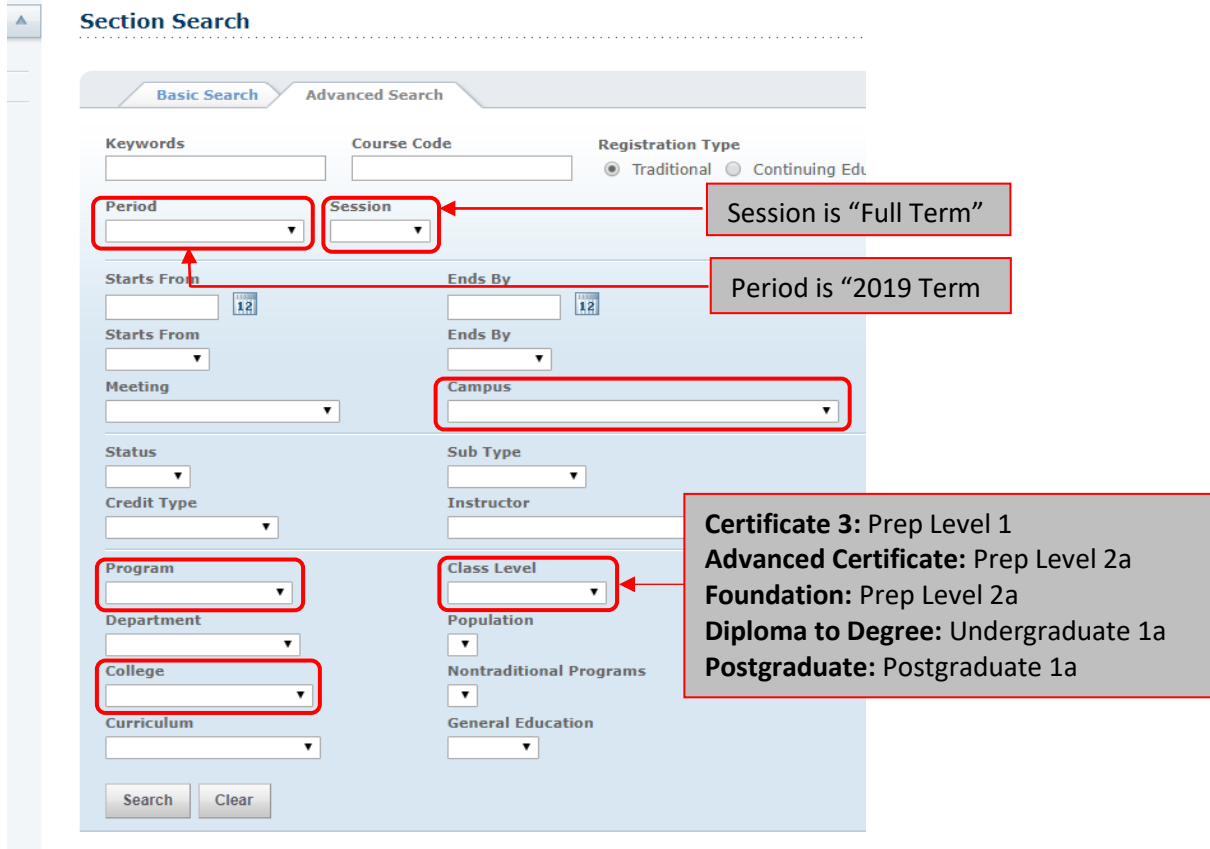 Section Search
Basic Search Advanced Search
Keywords Course Code Registration Type
Traditional Continuing Edu
Period Session
Session is “Full Term”
Starts From Ends By
Period is “2019 Term
12 12
Starts From Ends By
Meeting Campus
Status Sub Type
Credit Type Instructor
Certificate 3: Prep Level 1
Advanced Certificate: Prep Level 2a
Foundation: Prep Level 2a
Diploma to Degree: Undergraduate 1a
Postgraduate: Postgraduate 1a
Program Class Level
Department Population
College Nontraditional Programs
Curriculum General Education
Search Clear